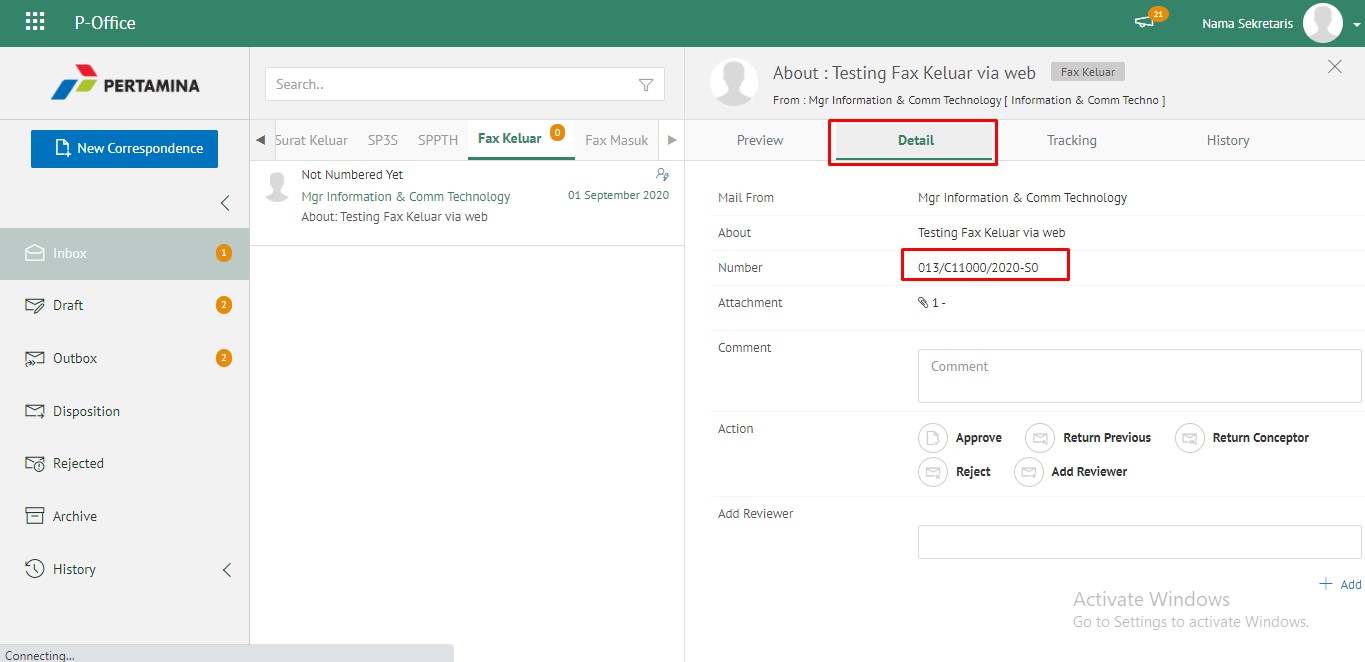 P-Office
21
Nama Sekretaris
PERTAMINA
New Correspondence
Inbox 1
Draft 2
Outbox 2
Disposition
Rejected
Archive
History
Connecting...
Search..
Surat Keluar SP3S SPPTH Fax Keluar 0 Fax Masuk
Not Numbered Yet
Mgr Information & Comm Technology 01 September 2020
About: Testing Fax Keluar via web
About : Testing Fax Keluar via web Fax Keluar
From : Mgr Information & Comm Technology [ Information & Comm Techno ]
Preview Detail Tracking History
Mail From Mgr Information & Comm Technology
About Testing Fax Keluar via web
Number 013/C11000/2020-S0
Attachment 1 -
Comment
Comment
Action
Approve Return Previous Return Conceptor
Reject Add Reviewer
Add Reviewer
+ Add
Activate Windows
Go to Settings to activate Windows.